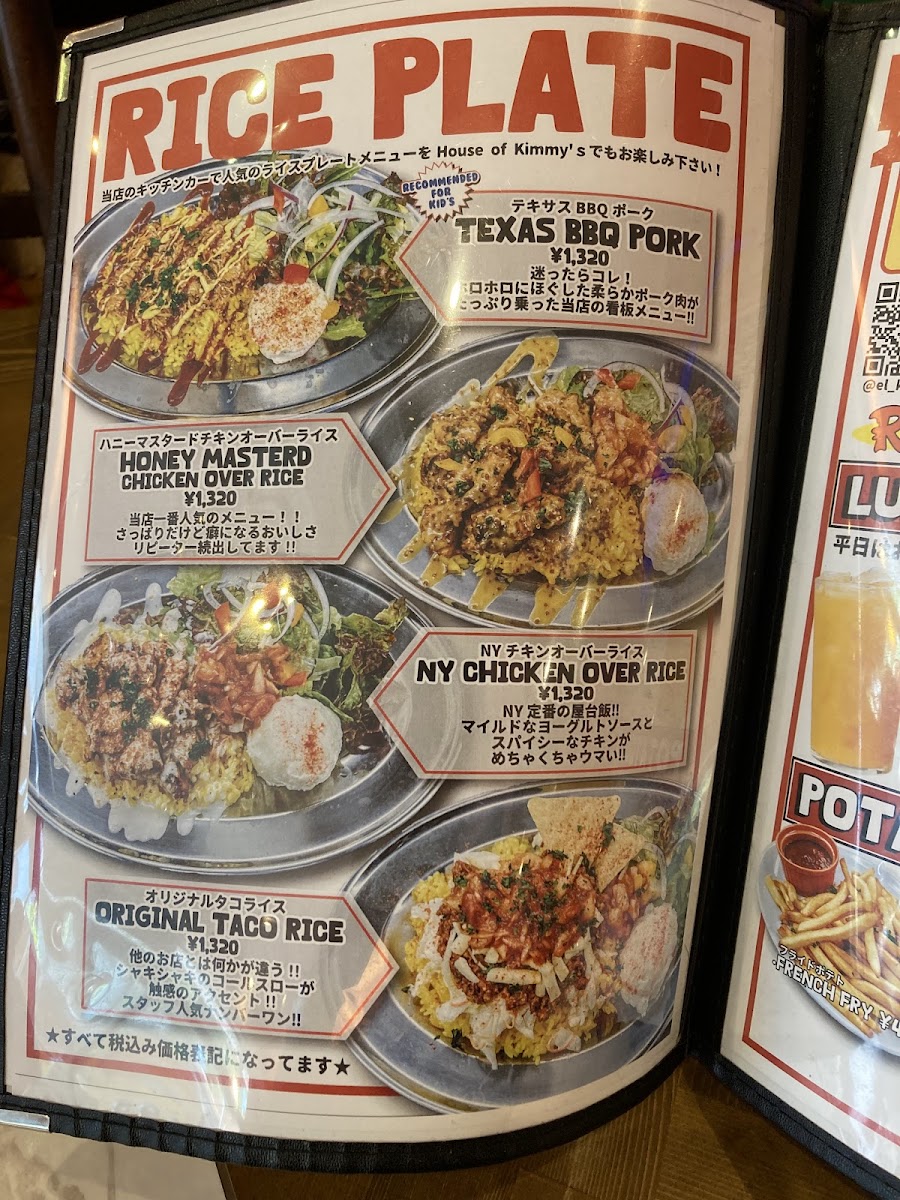 RICE PLATE
当店のキッチンカーで人気のライスプレートメニューを House of Kimmy'sでもお楽しみ下さい！
RECOMMENDED
FOR
KID'S
テキサス BBQ ポーク
TEXAS BBQ PORK
¥1,320
迷ったらコレ！
ホロホロにほぐした柔らかポーク肉が
たっぷり乗った当店の看板メニュー!!
ハニーマスタードチキンオーバーライス
HONEY MASTERD
CHICKEN OVER RICE
¥1,320
当店一番人気のメニュー！！
さっぱりだけど癖になるおいしさ
リピーター続出してます!!
NY チキンオーバーライス
NY CHICKEN OVER RICE
¥1,320
NY 定番の屋台飯!!
マイルドなヨーグルトソースと
スパイシーなチキンが
めちゃくちゃウマい!!
オリジナルタコライス
ORIGINAL TACO RICE
¥1,320
他のお店とは何かが違う!!
シャキシャキのコールスローが
触感のアクセント!!
スタッフ人気ナンバーワン!!
★すべて税込み価格表記になってます★
@el_
LU
平日は
POTA
フライドポテト
・FRENCH FRY ¥4